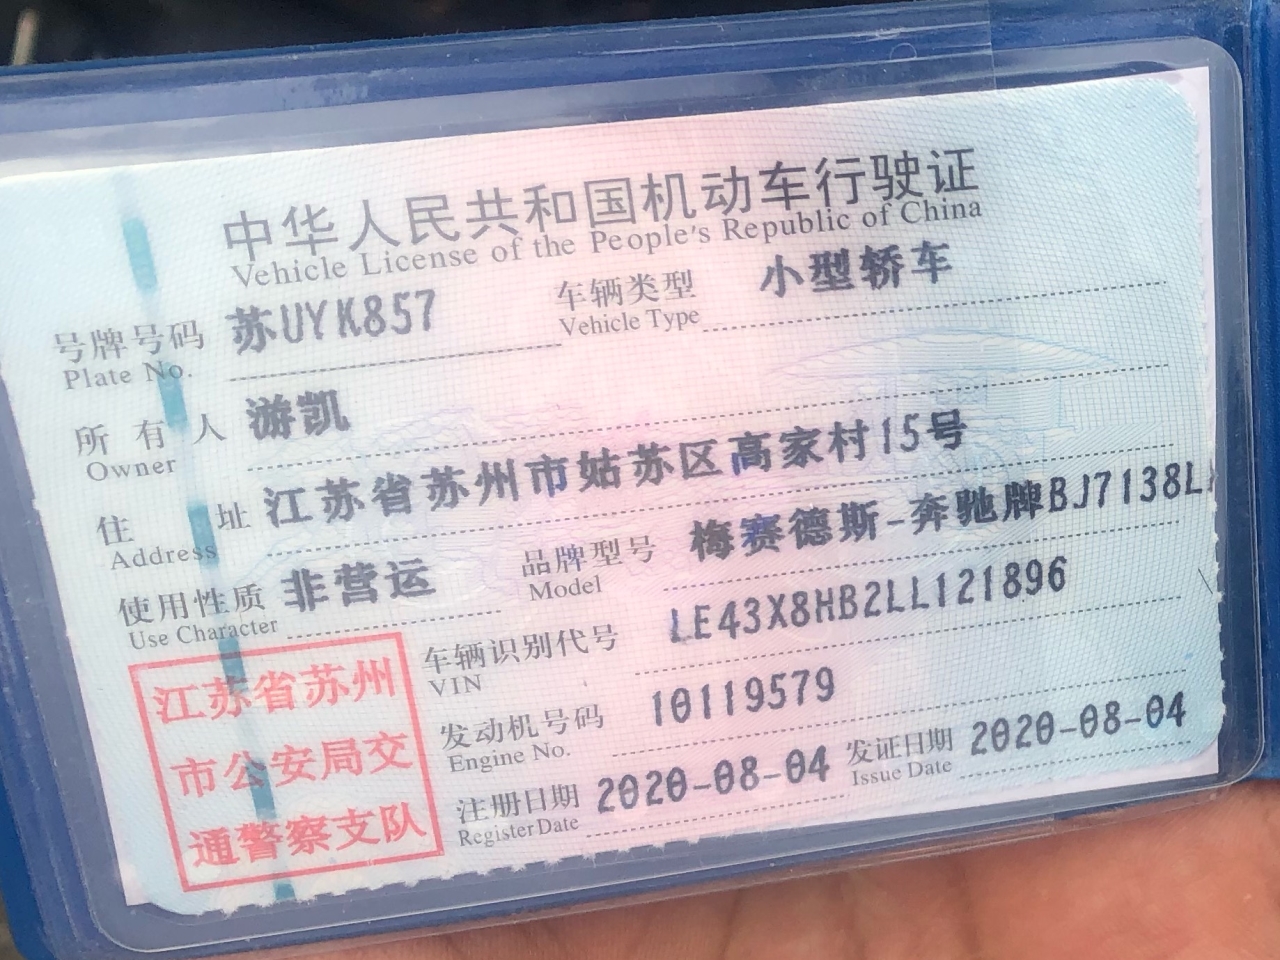 中华人民共和国机动车行驶证
Vehicle License of the People's Republic of China
号牌号码 苏UYK857 车辆类型 小型轿车
Plate No. Vehicle Type
所有人 游凯
Owner
住址 江苏省苏州市姑苏区高家村15号
Address
使用性质 非营运 品牌型号 梅赛德斯-奔驰牌BJ7138L
Use Character Model
车辆识别代号 LE43X8HB2LL121896
VIN
发动机号码 10119579
Engine No.
注册日期 2020-08-04 发证日期 2020-08-04
Register Date Issue Date
江苏省苏州
市公安局交
通警察支队